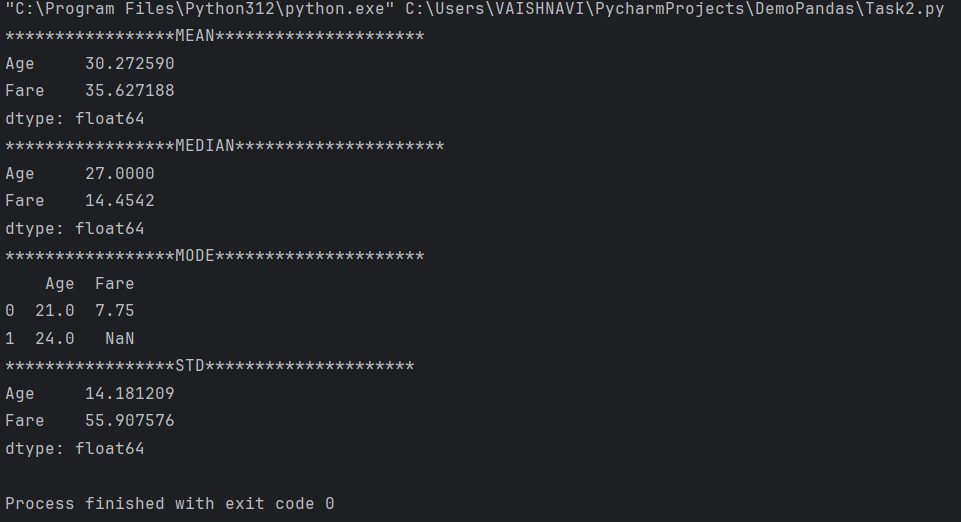 "C:\Program Files\Python312\python.exe" C:\Users\VAISHNAVI\PycharmProjects\DemoPandas\Task2.py
*****************MEAN*********************
Age     30.272590
Fare    35.627188
dtype: float64
*****************MEDIAN*********************
Age     27.0000
Fare    14.4542
dtype: float64
*****************MODE*********************
    Age  Fare
0  21.0  7.75
1  24.0   NaN
*****************STD*********************
Age     14.181209
Fare    55.907576
dtype: float64
Process finished with exit code 0